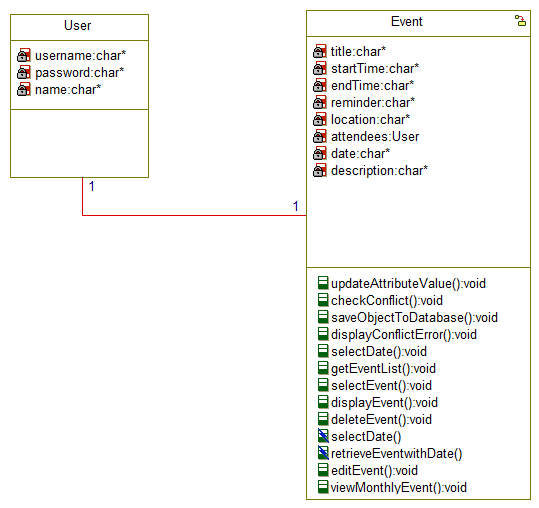 User
username:char*
password:char*
name:char*
1
1
Event
title:char*
startTime:char*
endTime:char*
reminder:char*
location:char*
attendees:User
date:char*
description:char*
updateAttributeValue():void
checkConflict():void
saveObjectToDatabase():void
displayConflictError():void
selectDate():void
getEventList():void
selectEvent():void
displayEvent():void
deleteEvent():void
selectDate()
retrieveEventwithDate()
editEvent():void
viewMonthlyEvent():void